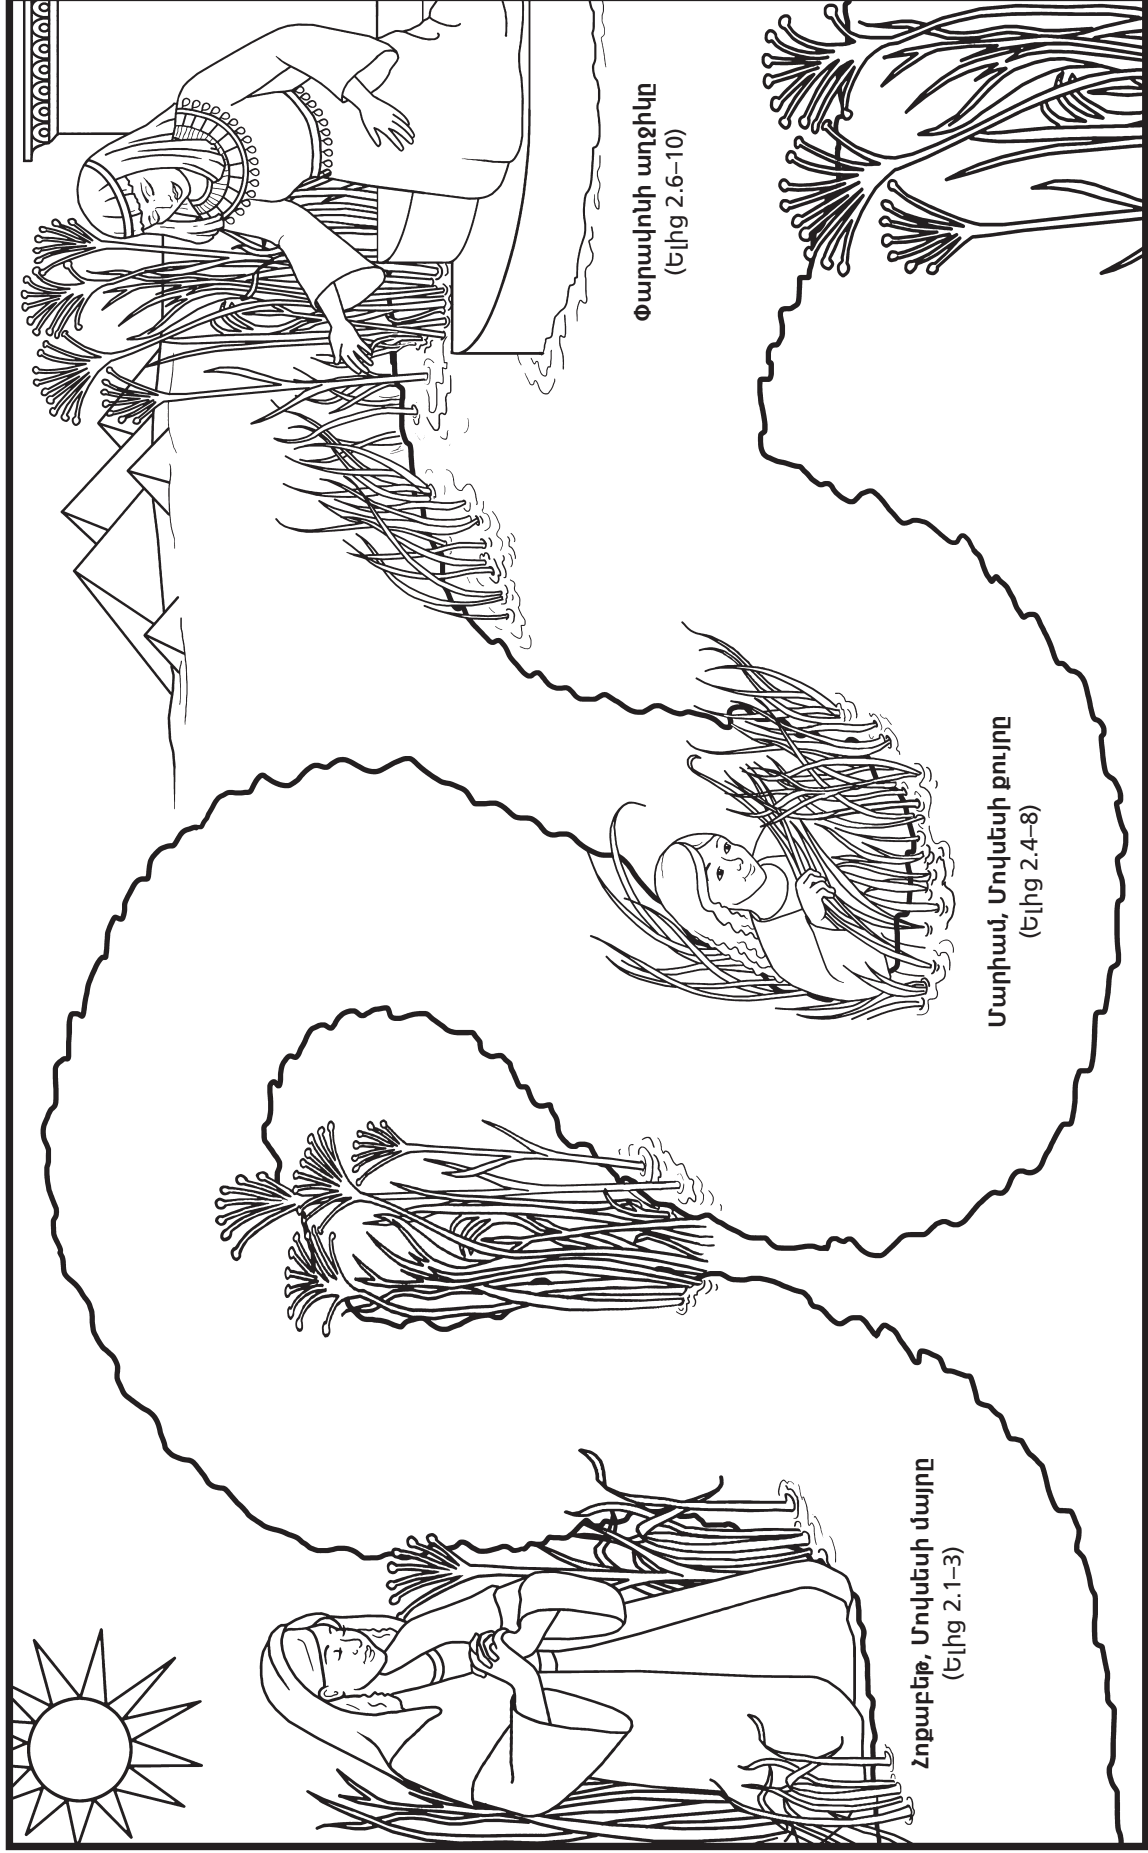 Հոքաբեթ, Մովսեսի մայրը
(Ելից 2.1–3)
Մարիամ, Մովսեսի քույրը
(Ելից 2.4–8)
Փարավոնի աղջիկը
(Ելից 2.6–10)